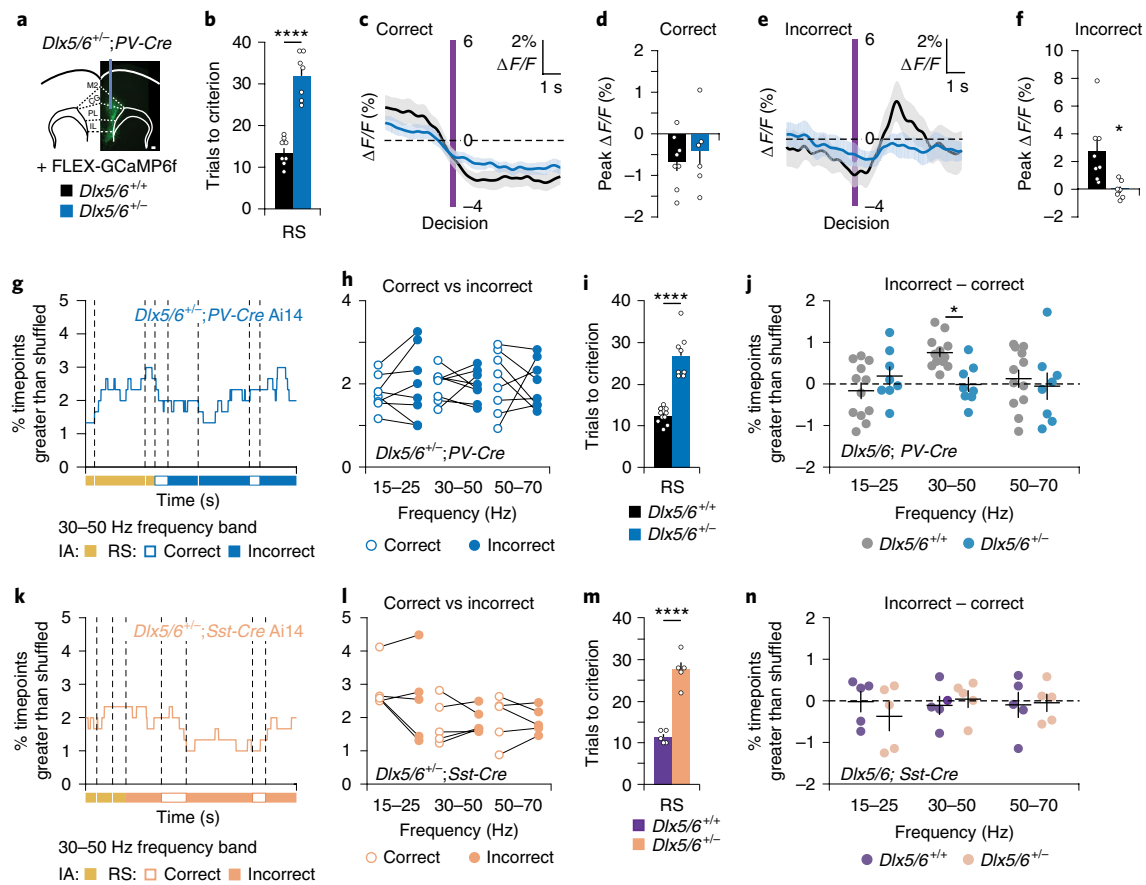 a
Dlx5/6+/–;PV-Cre
M2
PL
IL
+ FLEX-GCaMP6f
Dlx5/6+/+
Dlx5/6+/–
b
****
Trials to criterion
40
30
20
10
0
RS
c
Correct
6
2%
ΔF/F
1 s
ΔF/F (%)
0
–4
Decision
d
Correct
Peak ΔF/F (%)
2
1
0
–1
–2
e
Incorrect
6
2%
ΔF/F
1 s
ΔF/F (%)
0
–4
Decision
f
Incorrect
Peak ΔF/F (%)
10
8
6
4
2
0
–2
*
g
% timepoints
greater than shuffled
5
4
3
2
1
0
Dlx5/6+/–;PV-Cre Ai14
Time (s)
30–50 Hz frequency band
IA: RS: Correct Incorrect
h
Correct vs incorrect
4
3
2
1
0
Dlx5/6+/–;PV-Cre
15–25 30–50 50–70
Frequency (Hz)
Correct Incorrect
i
****
Trials to criterion
40
30
20
10
0
RS
Dlx5/6+/+
Dlx5/6+/–
j
Incorrect – correct
% timepoints
greater than shuffled
2
1
0
–1
–2
*
Dlx5/6; PV-Cre
15–25 30–50 50–70
Frequency (Hz)
Dlx5/6+/+ Dlx5/6+/–
k
% timepoints
greater than shuffled
5
4
3
2
1
0
Dlx5/6+/–;Sst-Cre Ai14
Time (s)
30–50 Hz frequency band
IA: RS: Correct Incorrect
l
Correct vs incorrect
5
4
3
2
1
0
Dlx5/6+/–;Sst-Cre
15–25 30–50 50–70
Frequency (Hz)
Correct Incorrect
m
****
Trials to criterion
40
30
20
10
0
RS
Dlx5/6+/+
Dlx5/6+/–
n
Incorrect – correct
% timepoints
greater than shuffled
2
1
0
–1
–2
Dlx5/6; Sst-Cre
15–25 30–50 50–70
Frequency (Hz)
Dlx5/6+/+ Dlx5/6+/–